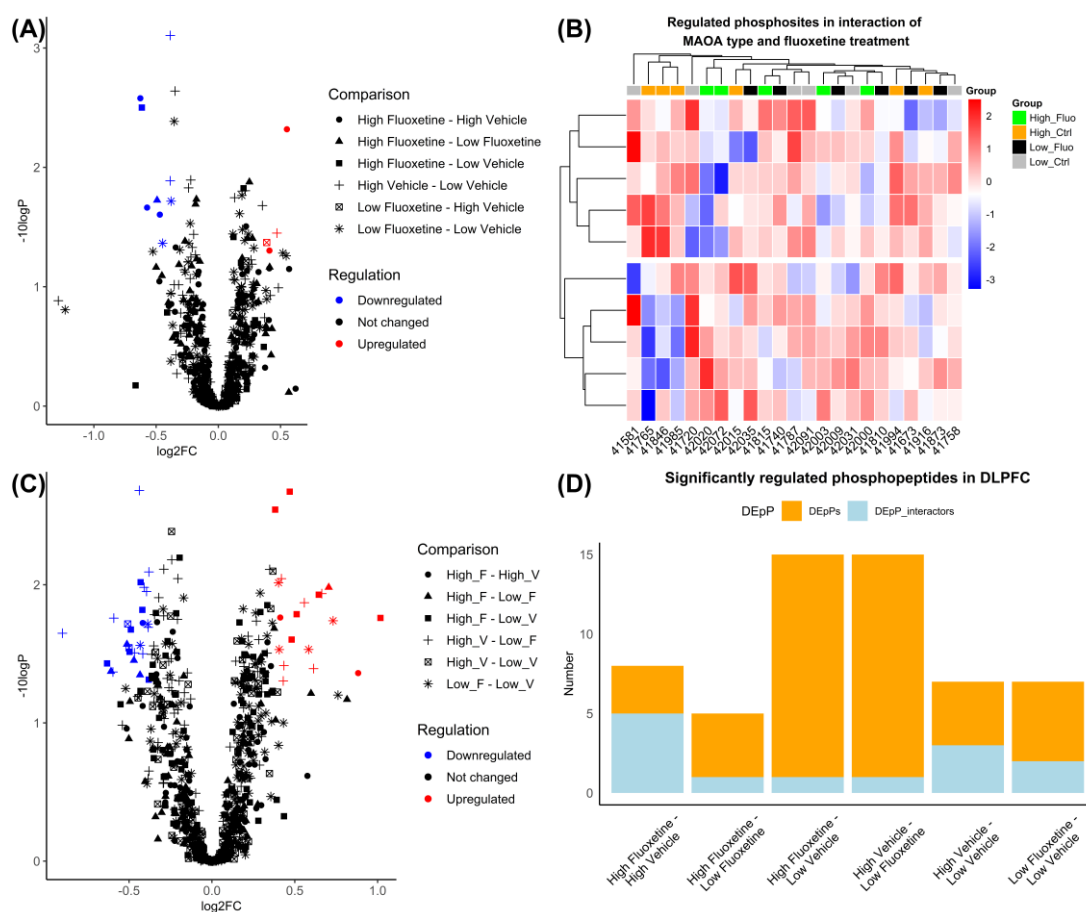 (A)
3
2
1
0
-10logP
-1.0
-0.5
0.0
0.5
log2FC
Comparison
High Fluoxetine - High Vehicle
High Fluoxetine - Low Fluoxetine
High Fluoxetine - Low Vehicle
High Vehicle - Low Vehicle
Low Fluoxetine - High Vehicle
Low Fluoxetine - Low Vehicle
Regulation
Downregulated
Not changed
Upregulated
(B)
Regulated phosphosites in interaction of
MAOA type and fluoxetine treatment
Group
2
1
0
-1
-2
-3
Group
High_Fluo
High_Ctrl
Low_Fluo
Low_Ctrl
41581
41765
41846
41985
41720
42020
42072
42015
42035
41815
41740
41787
42091
42003
42009
42031
42000
41810
41994
41673
41916
41873
41758
(C)
2
1
0
-10logP
-0.5
0.0
0.5
1.0
log2FC
Comparison
High_F - High_V
High_F - Low_F
High_F - Low_V
High_V - Low_F
High_V - Low_V
Low_F - Low_V
Regulation
Downregulated
Not changed
Upregulated
(D)
Significantly regulated phosphopeptides in DLPFC
DEpP
DEpPs
DEpP_interactors
15
10
5
0
Number
High Fluoxetine -
High Vehicle
High Fluoxetine -
Low Fluoxetine
High Fluoxetine -
Low Vehicle
High Vehicle -
Low Fluoxetine
High Vehicle -
Low Vehicle
Low Fluoxetine -
Low Vehicle